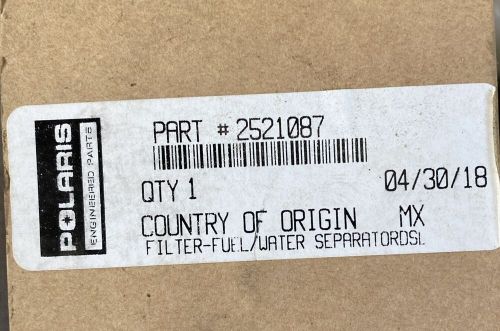 POLARIS
ENGINEERED PARTS
PART # 2521087
QTY 1 04/30/18
COUNTRY OF ORIGIN MX
FILTER-FUEL/WATER SEPARATORDSL